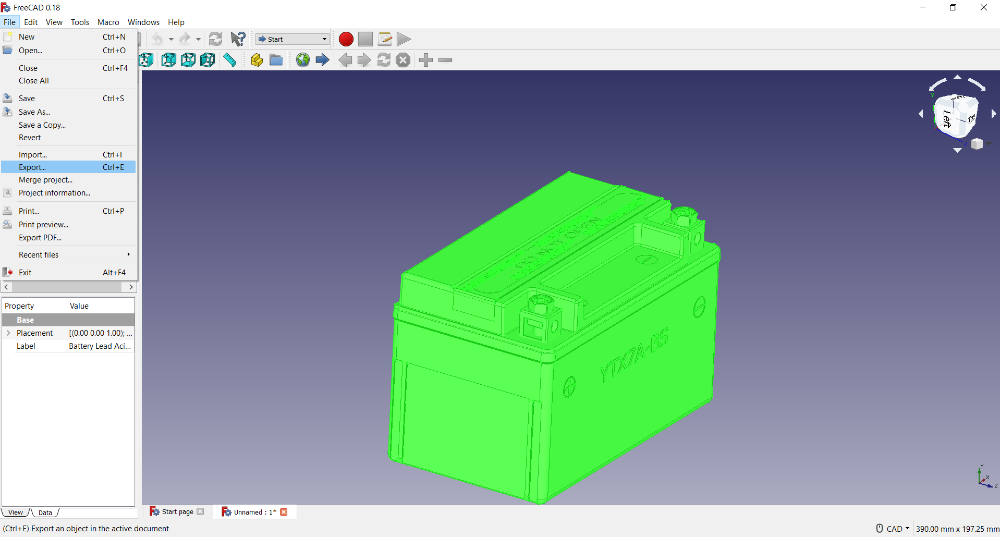 FreeCAD 0.18
File Edit View Tools Macro Windows Help
New Ctrl+N
Open... Ctrl+O
Close Ctrl+F4
Close All
Save Ctrl+S
Save As...
Save a Copy...
Revert
Import... Ctrl+I
Export... Ctrl+E
Merge project...
Project information...
Print... Ctrl+P
Print preview...
Export PDF...
Recent files
Exit Alt+F4
Start
Left
Y
Z
DO NOT OPEN
YTX7A-BS
Property Value
Base
Placement [(0.00 0.00 1.00); ...
Label Battery Lead Aci...
View Data
Y
X
Z
Start page
Unnamed : 1*
(Ctrl+E) Export an object in the active document
CAD
390.00 mm x 197.25 mm